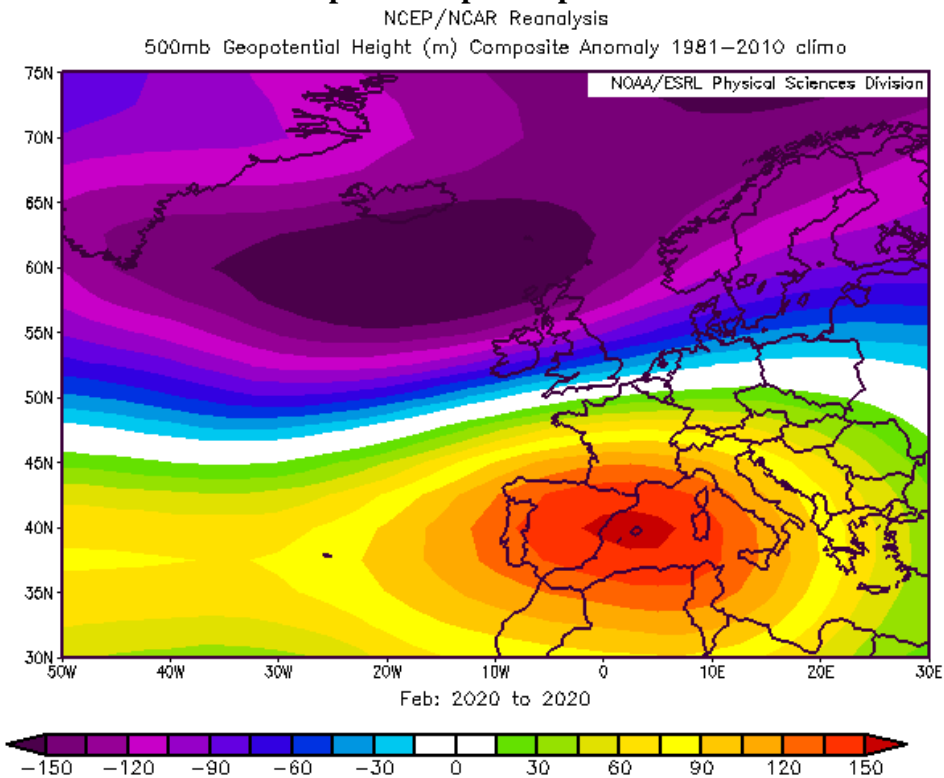 NCEP/NCAR Reanalysis
500mb Geopotential Height (m) Composite Anomaly 1981−2010 climo
NOAA/ESRL Physical Sciences Division
75N
70N
65N
60N
55N
50N
45N
40N
35N
30N
50W 40W 30W 20W 10W 0 10E 20E 30E
Feb: 2020 to 2020
−150 −120 −90 −60 −30 0 30 60 90 120 150